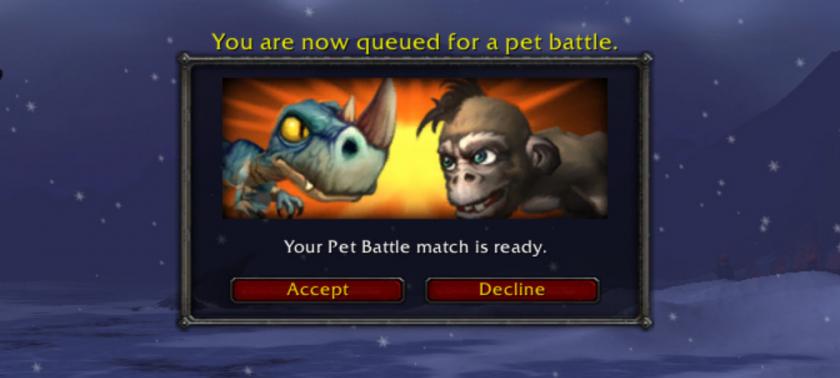 You are now queued for a pet battle.
Your Pet Battle match is ready.
Accept
Decline